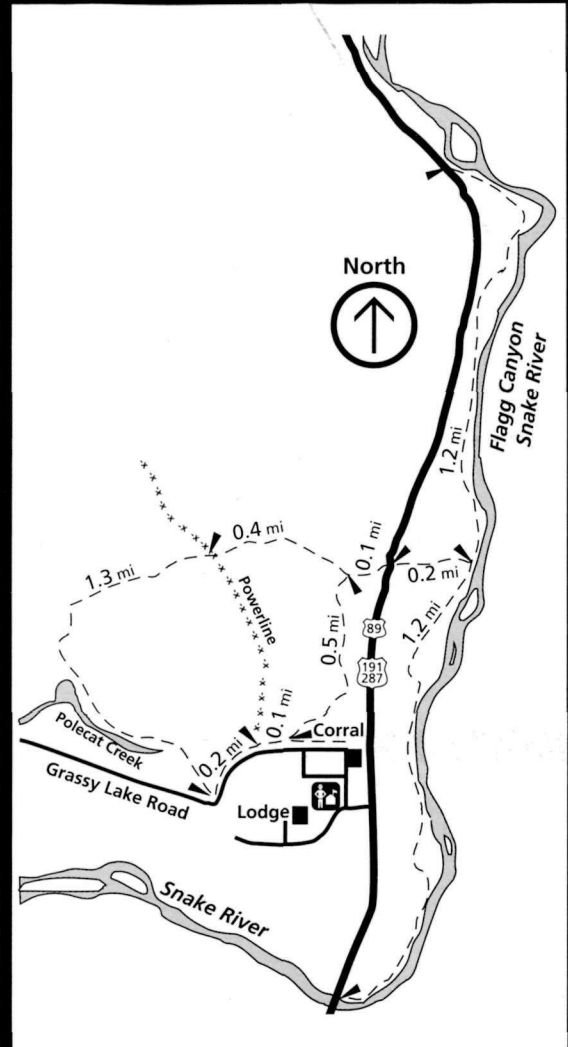 North
Flagg Canyon
Snake River
1.2 mi
0.4 mi
0.1 mi
0.2 mi
1.3 mi
Powerline
0.5 mi
89
191
287
1.2 mi
0.1 mi
Corral
0.2 mi
Polecat Creek
Grassy Lake Road
Lodge
Snake River